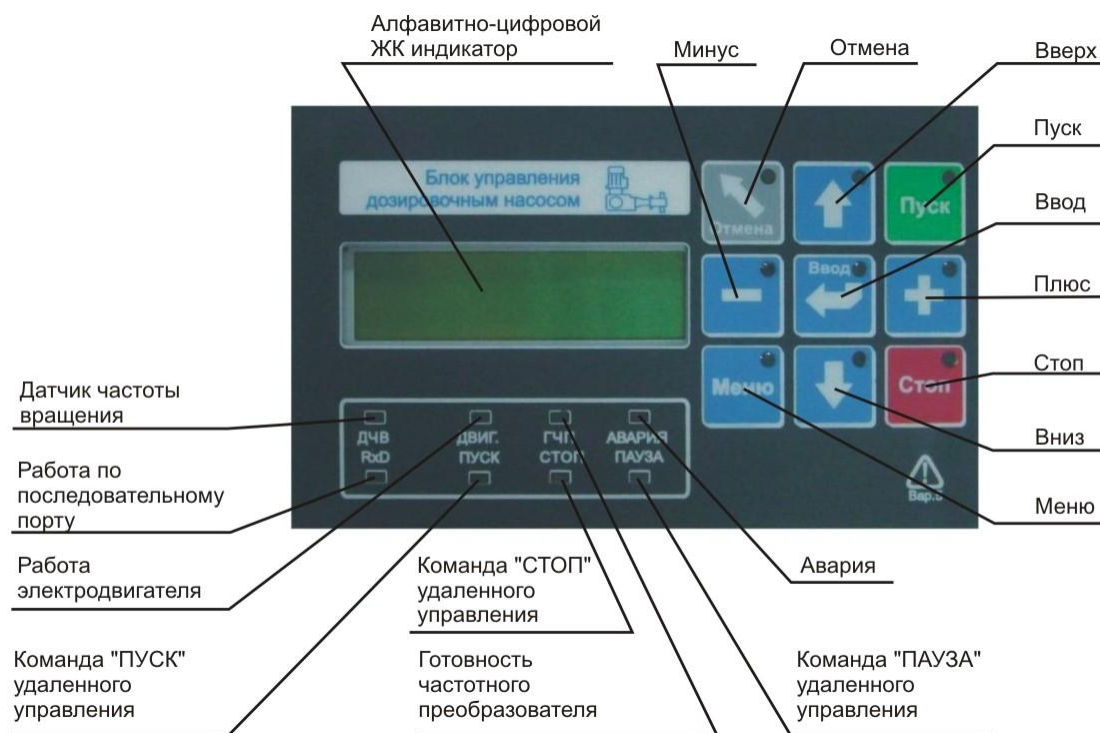 Алфавитно-цифровой
ЖК индикатор
Минус
Отмена
Вверх
Пуск
Ввод
Плюс
Стоп
Вниз
Меню
Блок управления
дозировочным насосом
Отмена
Пуск
Ввод
Меню
Стоп
ДЧВ
RxD
ДВИГ.
ПУСК
ГЧП
СТОП
АВАРИЯ
ПАУЗА
Датчик частоты
вращения
Работа по
последовательному
порту
Работа
электродвигателя
Команда "ПУСК"
удаленного
управления
Команда "СТОП"
удаленного
управления
Готовность
частотного
преобразователя
Авария
Команда "ПАУЗА"
удаленного
управления